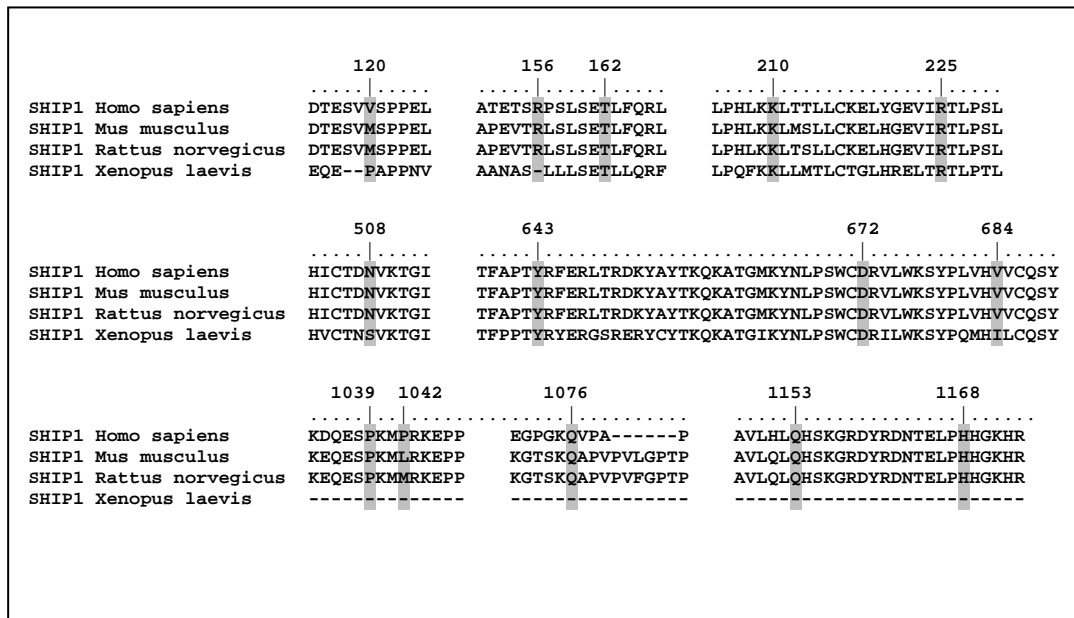 120 156 162 210 225
........... ................. ..........................
SHIP1 Homo sapiens DTESVVSPPEL ATETSRPSLSETLFQRL LPHLKKLTTLLCKELYGEVIRTLPSL
SHIP1 Mus musculus DTESVMSPPEL APEVTRLSLSETLFQRL LPHLKKLMSLLCKELHGEVIRTLPSL
SHIP1 Rattus norvegicus DTESVMSPPEL APEVTRLSLSETLFQRL LPHLKKLTSLLCKELHGEVIRTLPSL
SHIP1 Xenopus laevis EQE--PAPPNV AANAS-LLLSETLLQRF LPQFKKLLMTLCTGLHRELTRTLPTL
508 643 672 684
........... ....................................................
SHIP1 Homo sapiens HICTDNVKTGI TFAPTYRFERLTRDKYAYTKQKATGMKYNLPSWCDRVLWKSYPLVHVVCQSY
SHIP1 Mus musculus HICTDNVKTGI TFAPTYRFERLTRDKYAYTKQKATGMKYNLPSWCDRVLWKSYPLVHVVCQSY
SHIP1 Rattus norvegicus HICTDNVKTGI TFAPTYRFERLTRDKYAYTKQKATGMKYNLPSWCDRVLWKSYPLVHVVCQSY
SHIP1 Xenopus laevis HVCTNSVKTGI TFPPTYRYERGSRERYCYTKQKATGIKYNLPSWCDRILWKSYPQMHILCQSY
1039 1042 1076 1153 1168
.................................. ..........................
SHIP1 Homo sapiens KDQESPKMPRKEPP EGPGKQVPA------P AVLHLQHSKGRDYRDNTELPHHGKHR
SHIP1 Mus musculus KEQESPKMLRKEPP KGTSKQAPVPVLGPTP AVLQLQHSKGRDYRDNTELPHHGKHR
SHIP1 Rattus norvegicus KEQESPKMMRKEPP KGTSKQAPVPVFGPTP AVLQLQHSKGRDYRDNTELPHHGKHR
SHIP1 Xenopus laevis -------------- ---------------- --------------------------